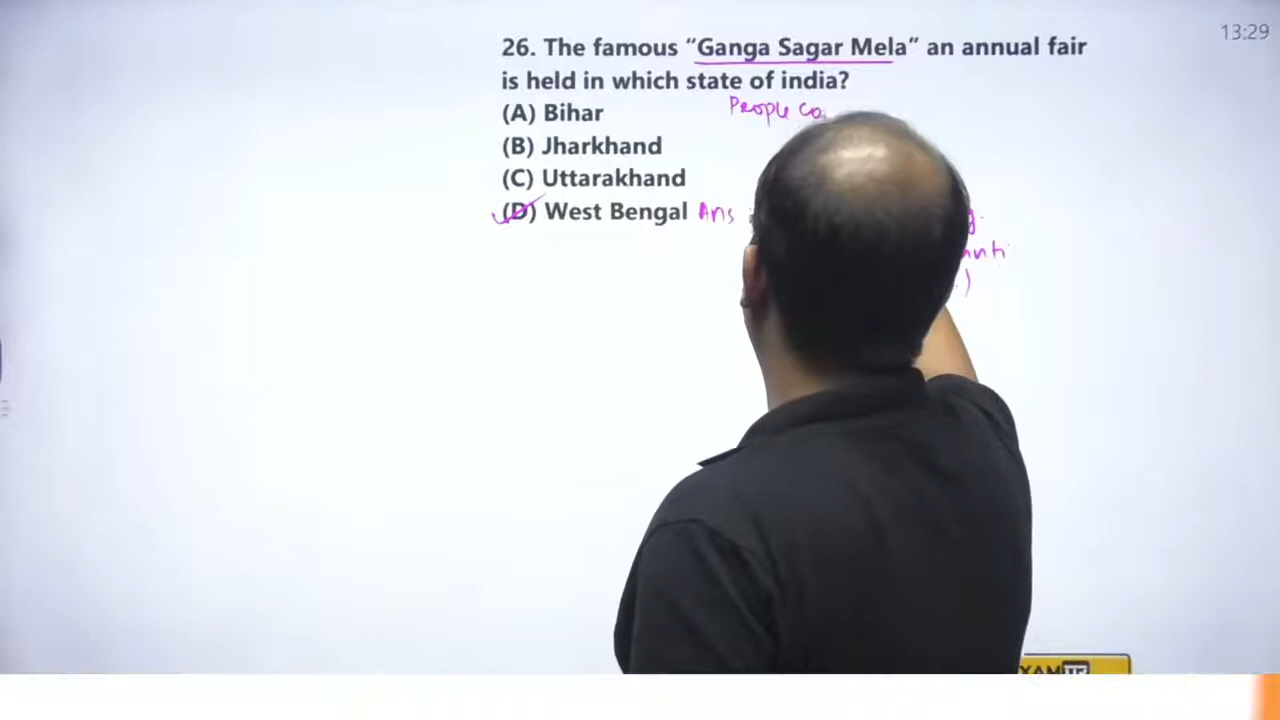 13:29
26. The famous “Ganga Sagar Mela” an annual fair
is held in which state of india?
(A) Bihar
People
(B) Jharkhand
(C) Uttarakhand
(D) West Bengal Ans